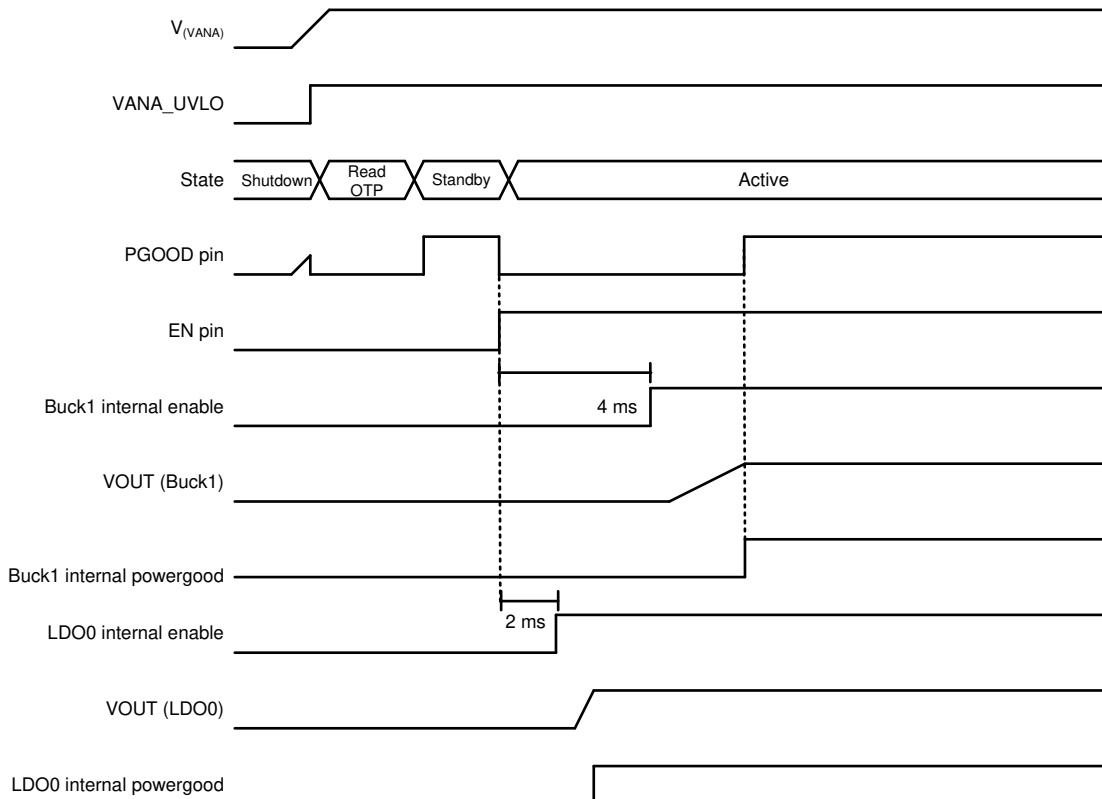 V(VANA)
VANA_UVLO
State
Shutdown
Read
OTP
Standby
Active
PGOOD pin
EN pin
Buck1 internal enable
4 ms
VOUT (Buck1)
Buck1 internal powergood
2 ms
LDO0 internal enable
VOUT (LDO0)
LDO0 internal powergood